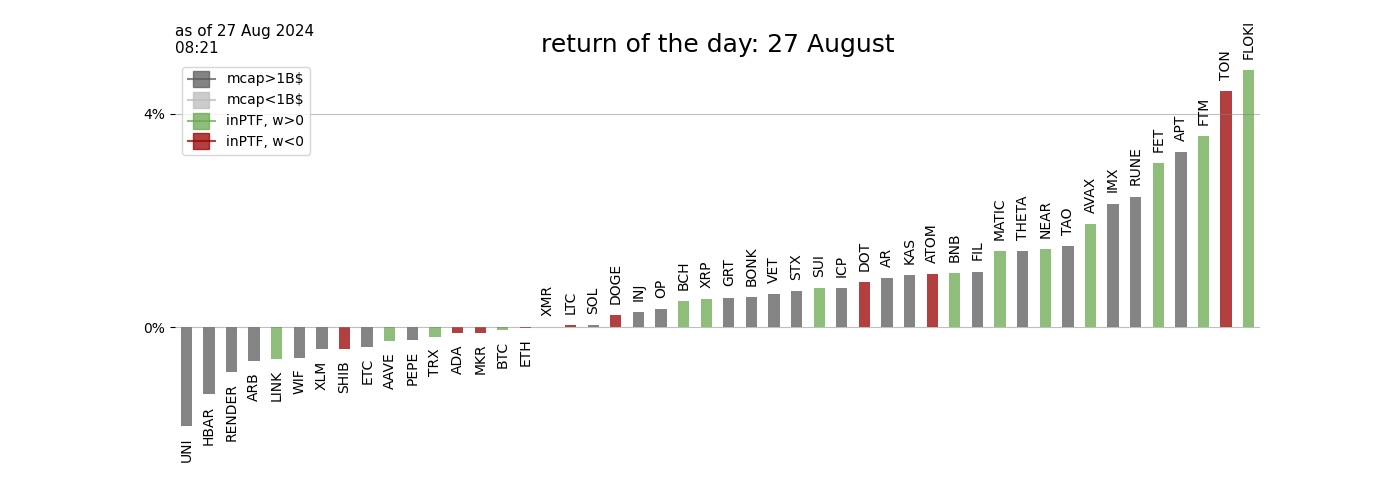 as of 27 Aug 2024
08:21
return of the day: 27 August
mcap>1B$
mcap<1B$
inPTF, w>0
inPTF, w<0
4%
0%
UNI
HBAR
RENDER
ARB
LINK
WIF
XLM
SHIB
ETC
AAVE
PEPE
TRX
ADA
MKR
BTC
ETH
XMR
LTC
SOL
DOGE
INJ
OP
BCH
XRP
GRT
BONK
VET
STX
SUI
ICP
DOT
AR
KAS
ATOM
BNB
FIL
MATIC
THETA
NEAR
TAO
AVAX
IMX
RUNE
FET
APT
FTM
TON
FLOKI